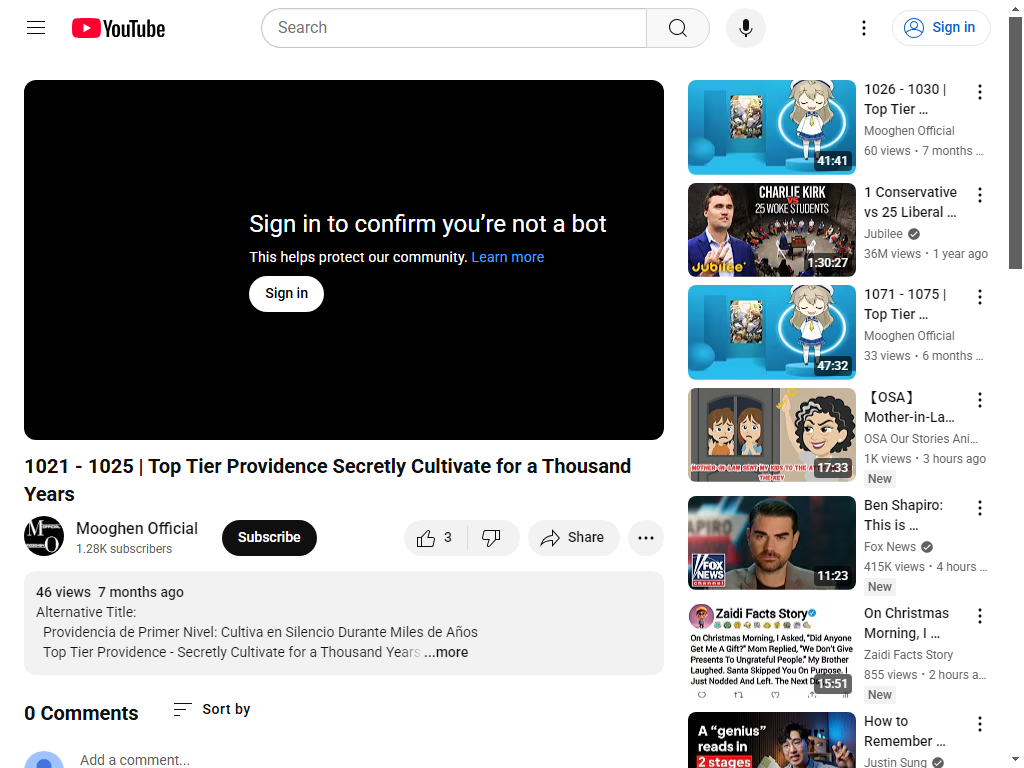 YouTube
Search
Sign in
Sign in to confirm you’re not a bot
This helps protect our community. Learn more
Sign in
1021 - 1025 | Top Tier Providence Secretly Cultivate for a Thousand
Years
Mooghen Official
1.28K subscribers
Subscribe
3
Share
46 views 7 months ago
Alternative Title:
Providencia de Primer Nivel: Cultiva en Silencio Durante Miles de Años
Top Tier Providence - Secretly Cultivate for a Thousand Years ...more
0 Comments
Sort by
Add a comment...
41:41
1026 - 1030 |
Top Tier ...
Mooghen Official
60 views • 7 months ...
CHARLIE KIRK
VS
25 WOKE STUDENTS
Jubilee
1:30:27
1 Conservative
vs 25 Liberal ...
Jubilee
36M views • 1 year ago
47:32
1071 - 1075 |
Top Tier ...
Mooghen Official
33 views • 6 months ...
MOTHER-IN-LAW SENT MY KIDS TO THE
THE KEY
17:33
【OSA】
Mother-in-La...
OSA Our Stories Ani...
1K views • 3 hours ago
New
FOX
NEWS
channel
11:23
Ben Shapiro:
This is ...
Fox News
415K views • 4 hours ...
New
Zaidi Facts Story
On Christmas Morning, I Asked, "Did Anyone
Get Me A Gift?" Mom Replied, "We Don't Give
Presents To Ungrateful People." My Brother
Laughed. Santa Skipped You On Purpose. I
Just Nodded And Left. The Next
15:51
On Christmas
Morning, I ...
Zaidi Facts Story
855 views • 2 hours a...
New
A “genius”
reads in
2 stages
How to
Remember ...
Justin Sung